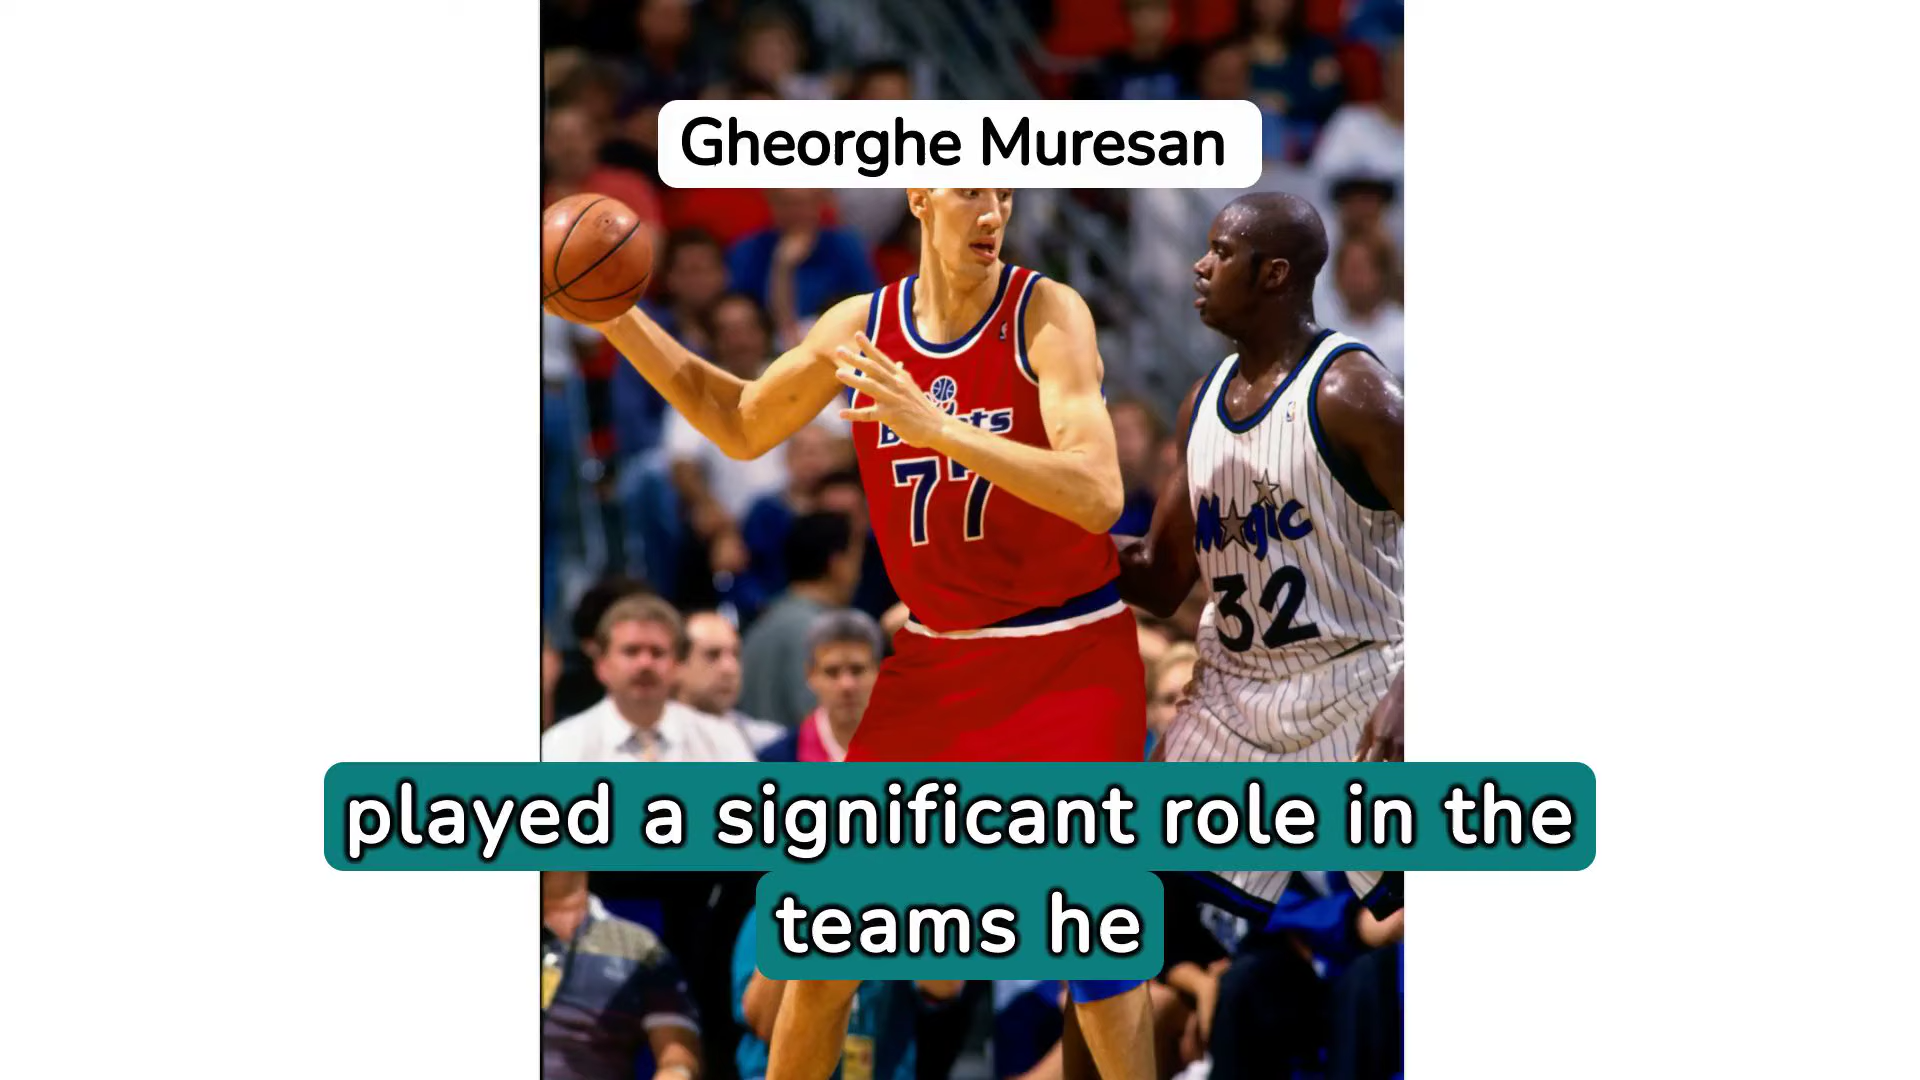 Gheorghe Muresan
77
Magic
32
played a significant role in the
teams he